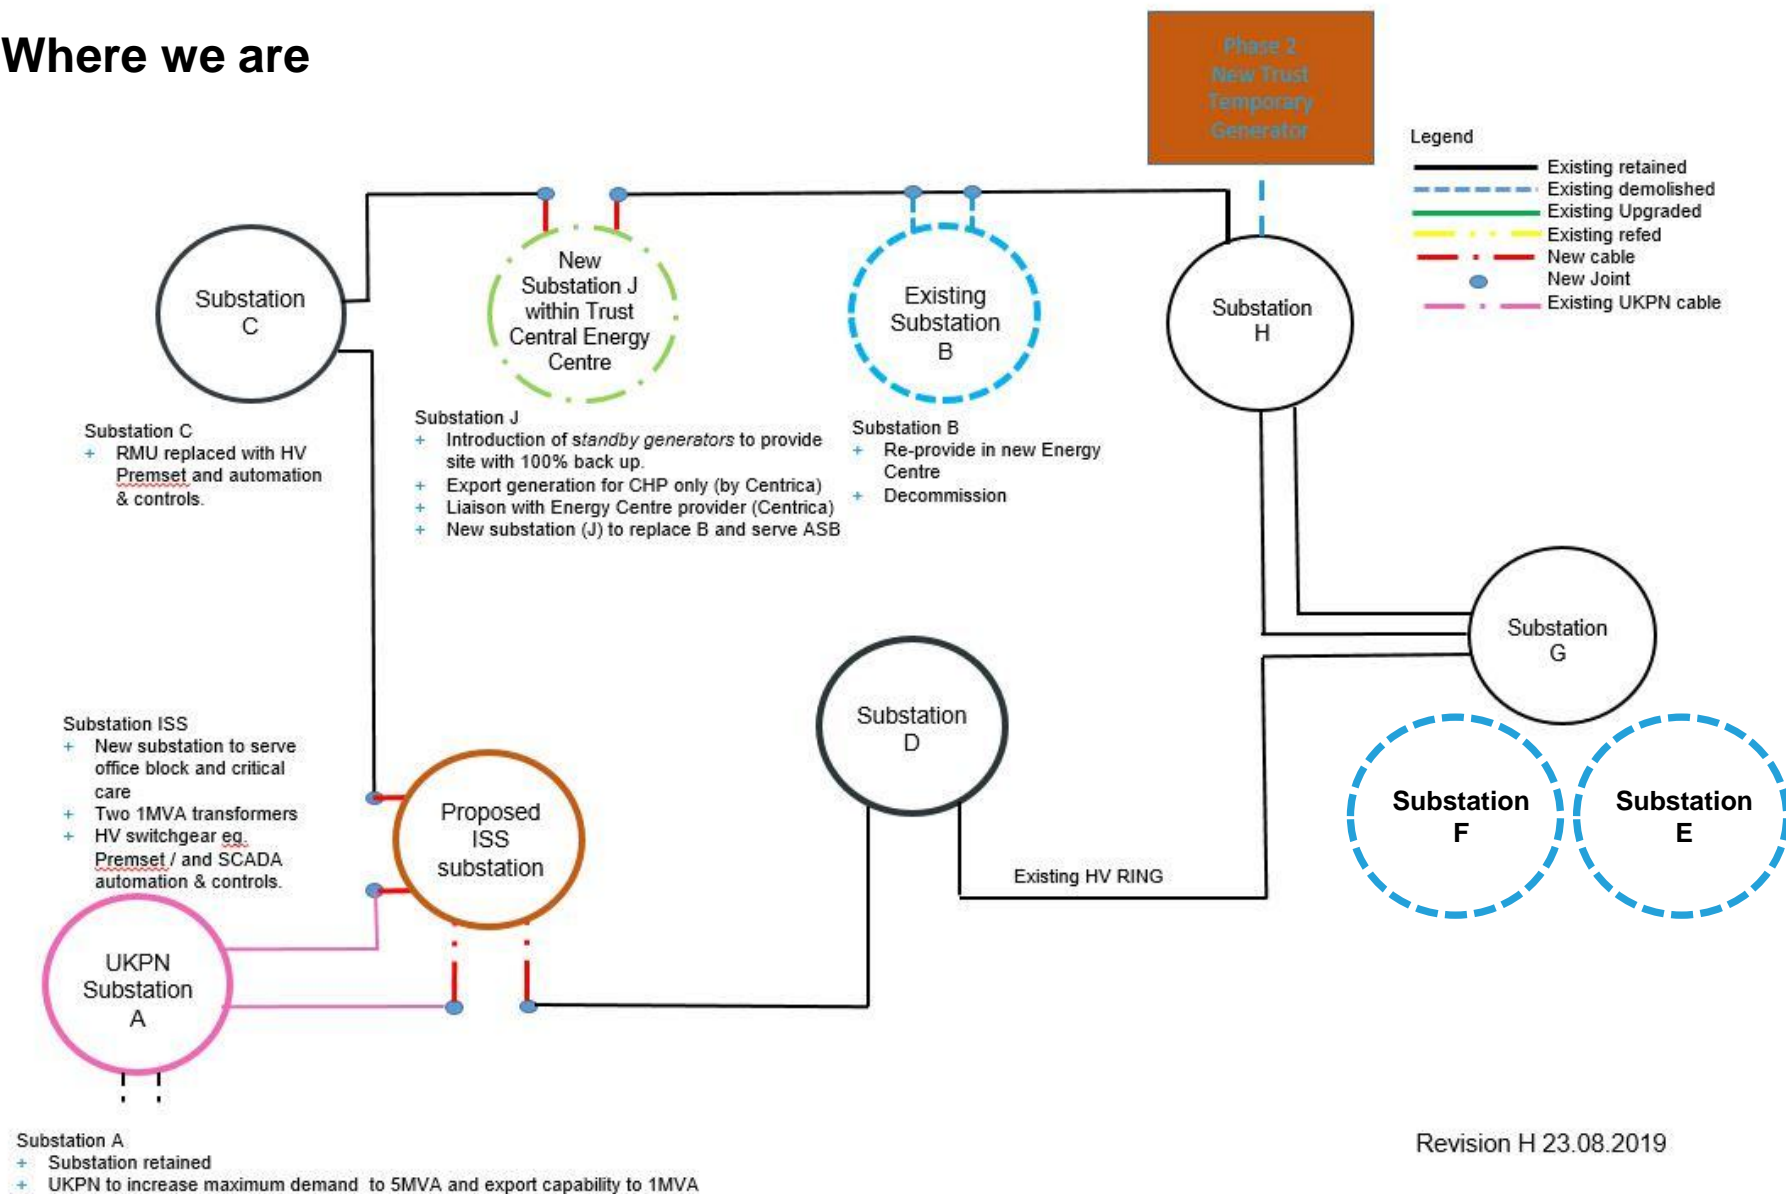 Where we are
Phase 2
New Trust
Temporary
Generator
Legend
Existing retained
Existing demolished
Existing Upgraded
Existing refed
New cable
New Joint
Existing UKPN cable
Substation
C
New
Substation J
within Trust
Central Energy
Centre
Existing
Substation
B
Substation
H
Substation C
+ RMU replaced with HV
Premset and automation
& controls.
Substation J
+ Introduction of standby generators to provide
site with 100% back up.
+ Export generation for CHP only (by Centrica)
+ Liaison with Energy Centre provider (Centrica)
+ New substation (J) to replace B and serve ASB
Substation B
+ Re-provide in new Energy
Centre
+ Decommission
Substation
G
Substation
D
Substation ISS
+ New substation to serve
office block and critical
care
+ Two 1MVA transformers
+ HV switchgear eg.
Premset / and SCADA
automation & controls.
Proposed
ISS
substation
Substation
F
Substation
E
Existing HV RING
UKPN
Substation
A
Substation A
+ Substation retained
+ UKPN to increase maximum demand to 5MVA and export capability to 1MVA
Revision H 23.08.2019